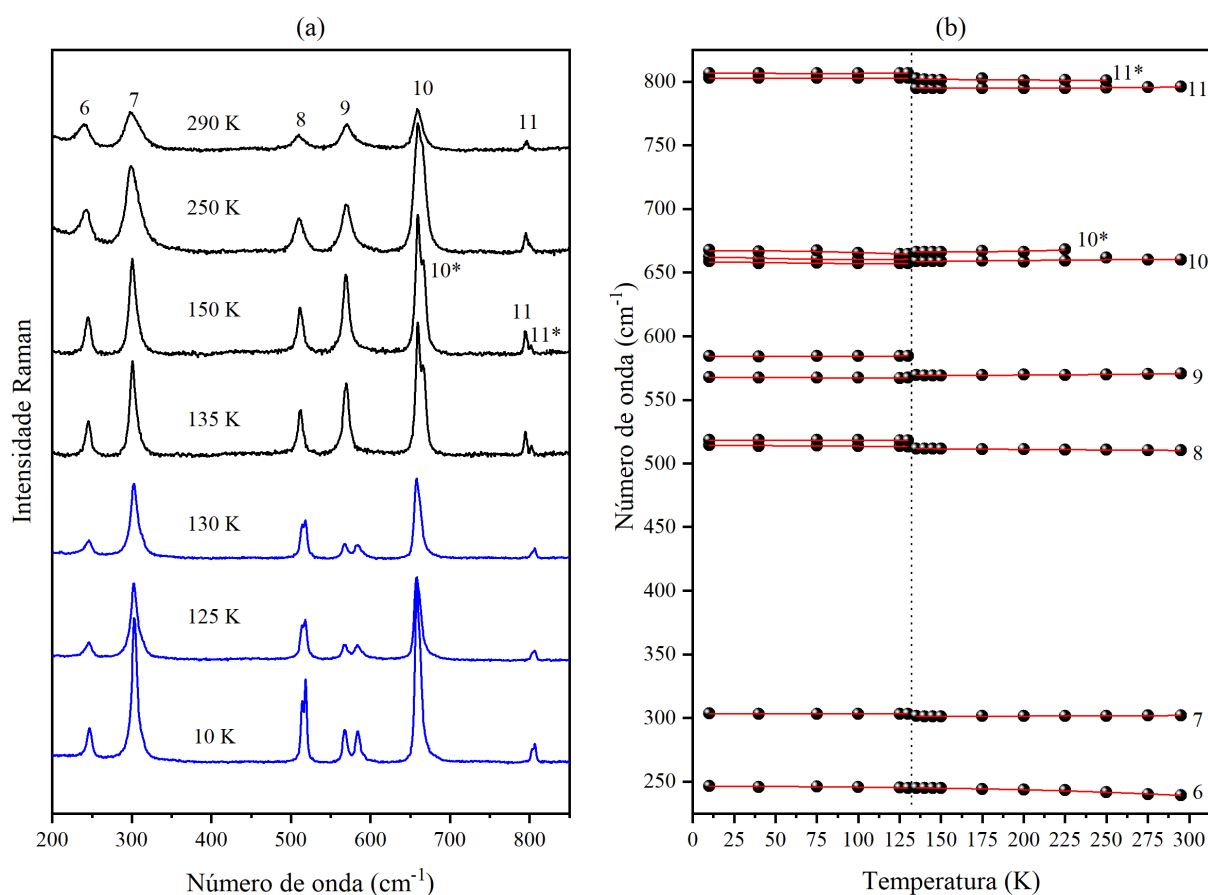 (a)
6
7
8
9
10
11
290 K
250 K
10*
150 K
11
11*
135 K
130 K
125 K
10 K
Intensidade Raman
200 300 400 500 600 700 800
Número de onda (cm⁻¹)
(b)
800
750
700
650
600
550
500
450
400
350
300
250
11*
11
10*
10
9
8
7
6
Número de onda (cm⁻¹)
0 25 50 75 100 125 150 175 200 225 250 275 300
Temperatura (K)